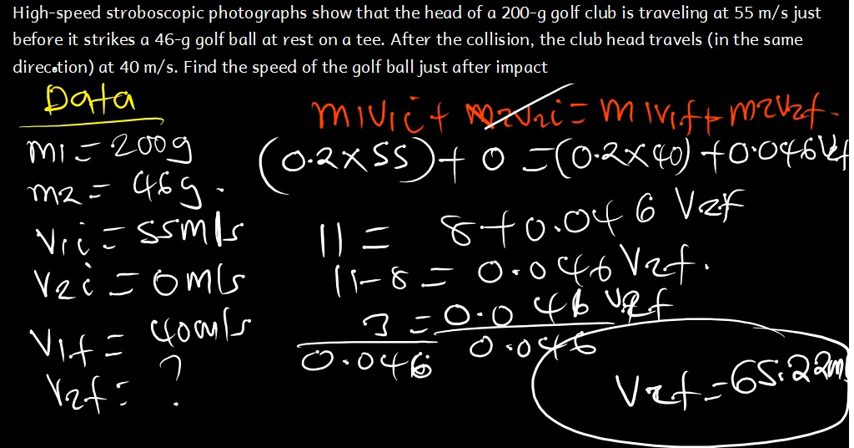 High-speed stroboscopic photographs show that the head of a 200-g golf club is traveling at 55 m/s just
before it strikes a 46-g golf ball at rest on a tee. After the collision, the club head travels (in the same
direction) at 40 m/s. Find the speed of the golf ball just after impact
Data
m1 = 200g
m2 = 46g.
V1i = 55m/s
V2i = 0m/s
V1f = 40m/s
V2f = ?
m1V1i + m2V2i = m1V1f + m2V2f.
(0.2×55) + 0 = (0.2×40) + 0.046V2f
11 = 8 + 0.046 V2f
11-8 = 0.046 V2f.
3 = 0.046 V2f
0.046 0.046
V2f = 65.22m